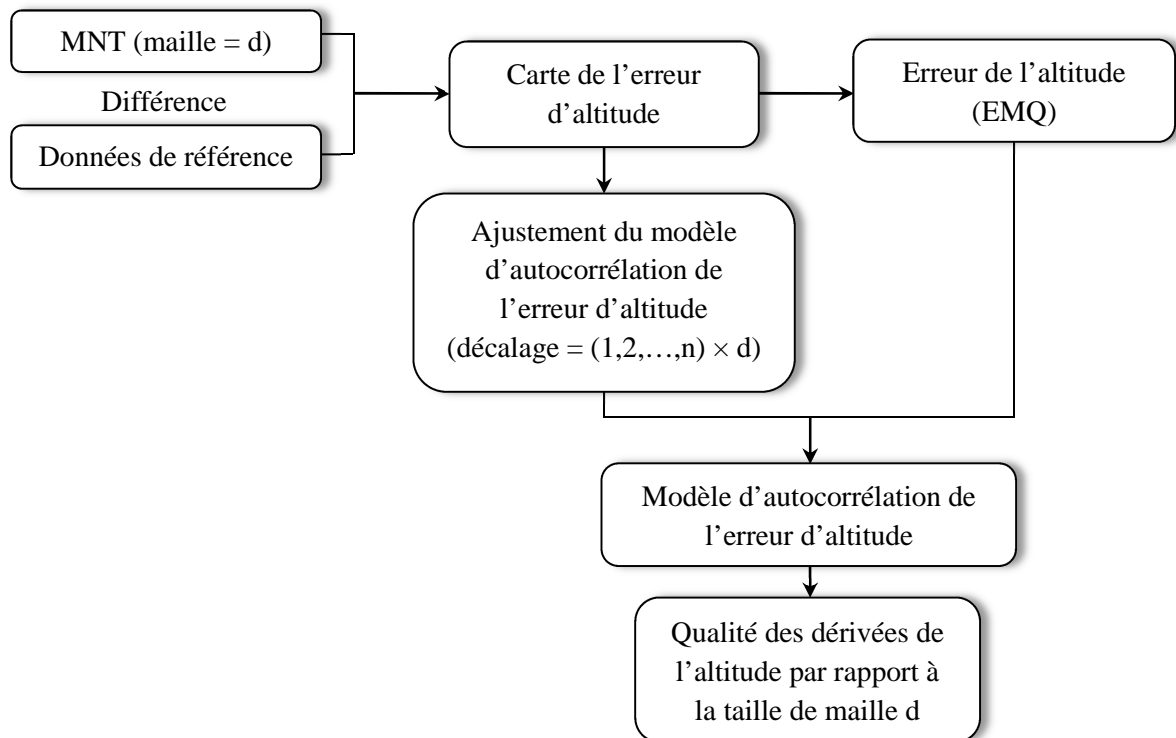 MNT (maille = d)
Différence
Données de référence
Carte de l’erreur
d’altitude
Erreur de l’altitude
(EMQ)
Ajustement du modèle
d’autocorrélation de
l’erreur d’altitude
(décalage = (1,2,…,n) × d)
Modèle d’autocorrélation de
l’erreur d’altitude
Qualité des dérivées de
l’altitude par rapport à
la taille de maille d